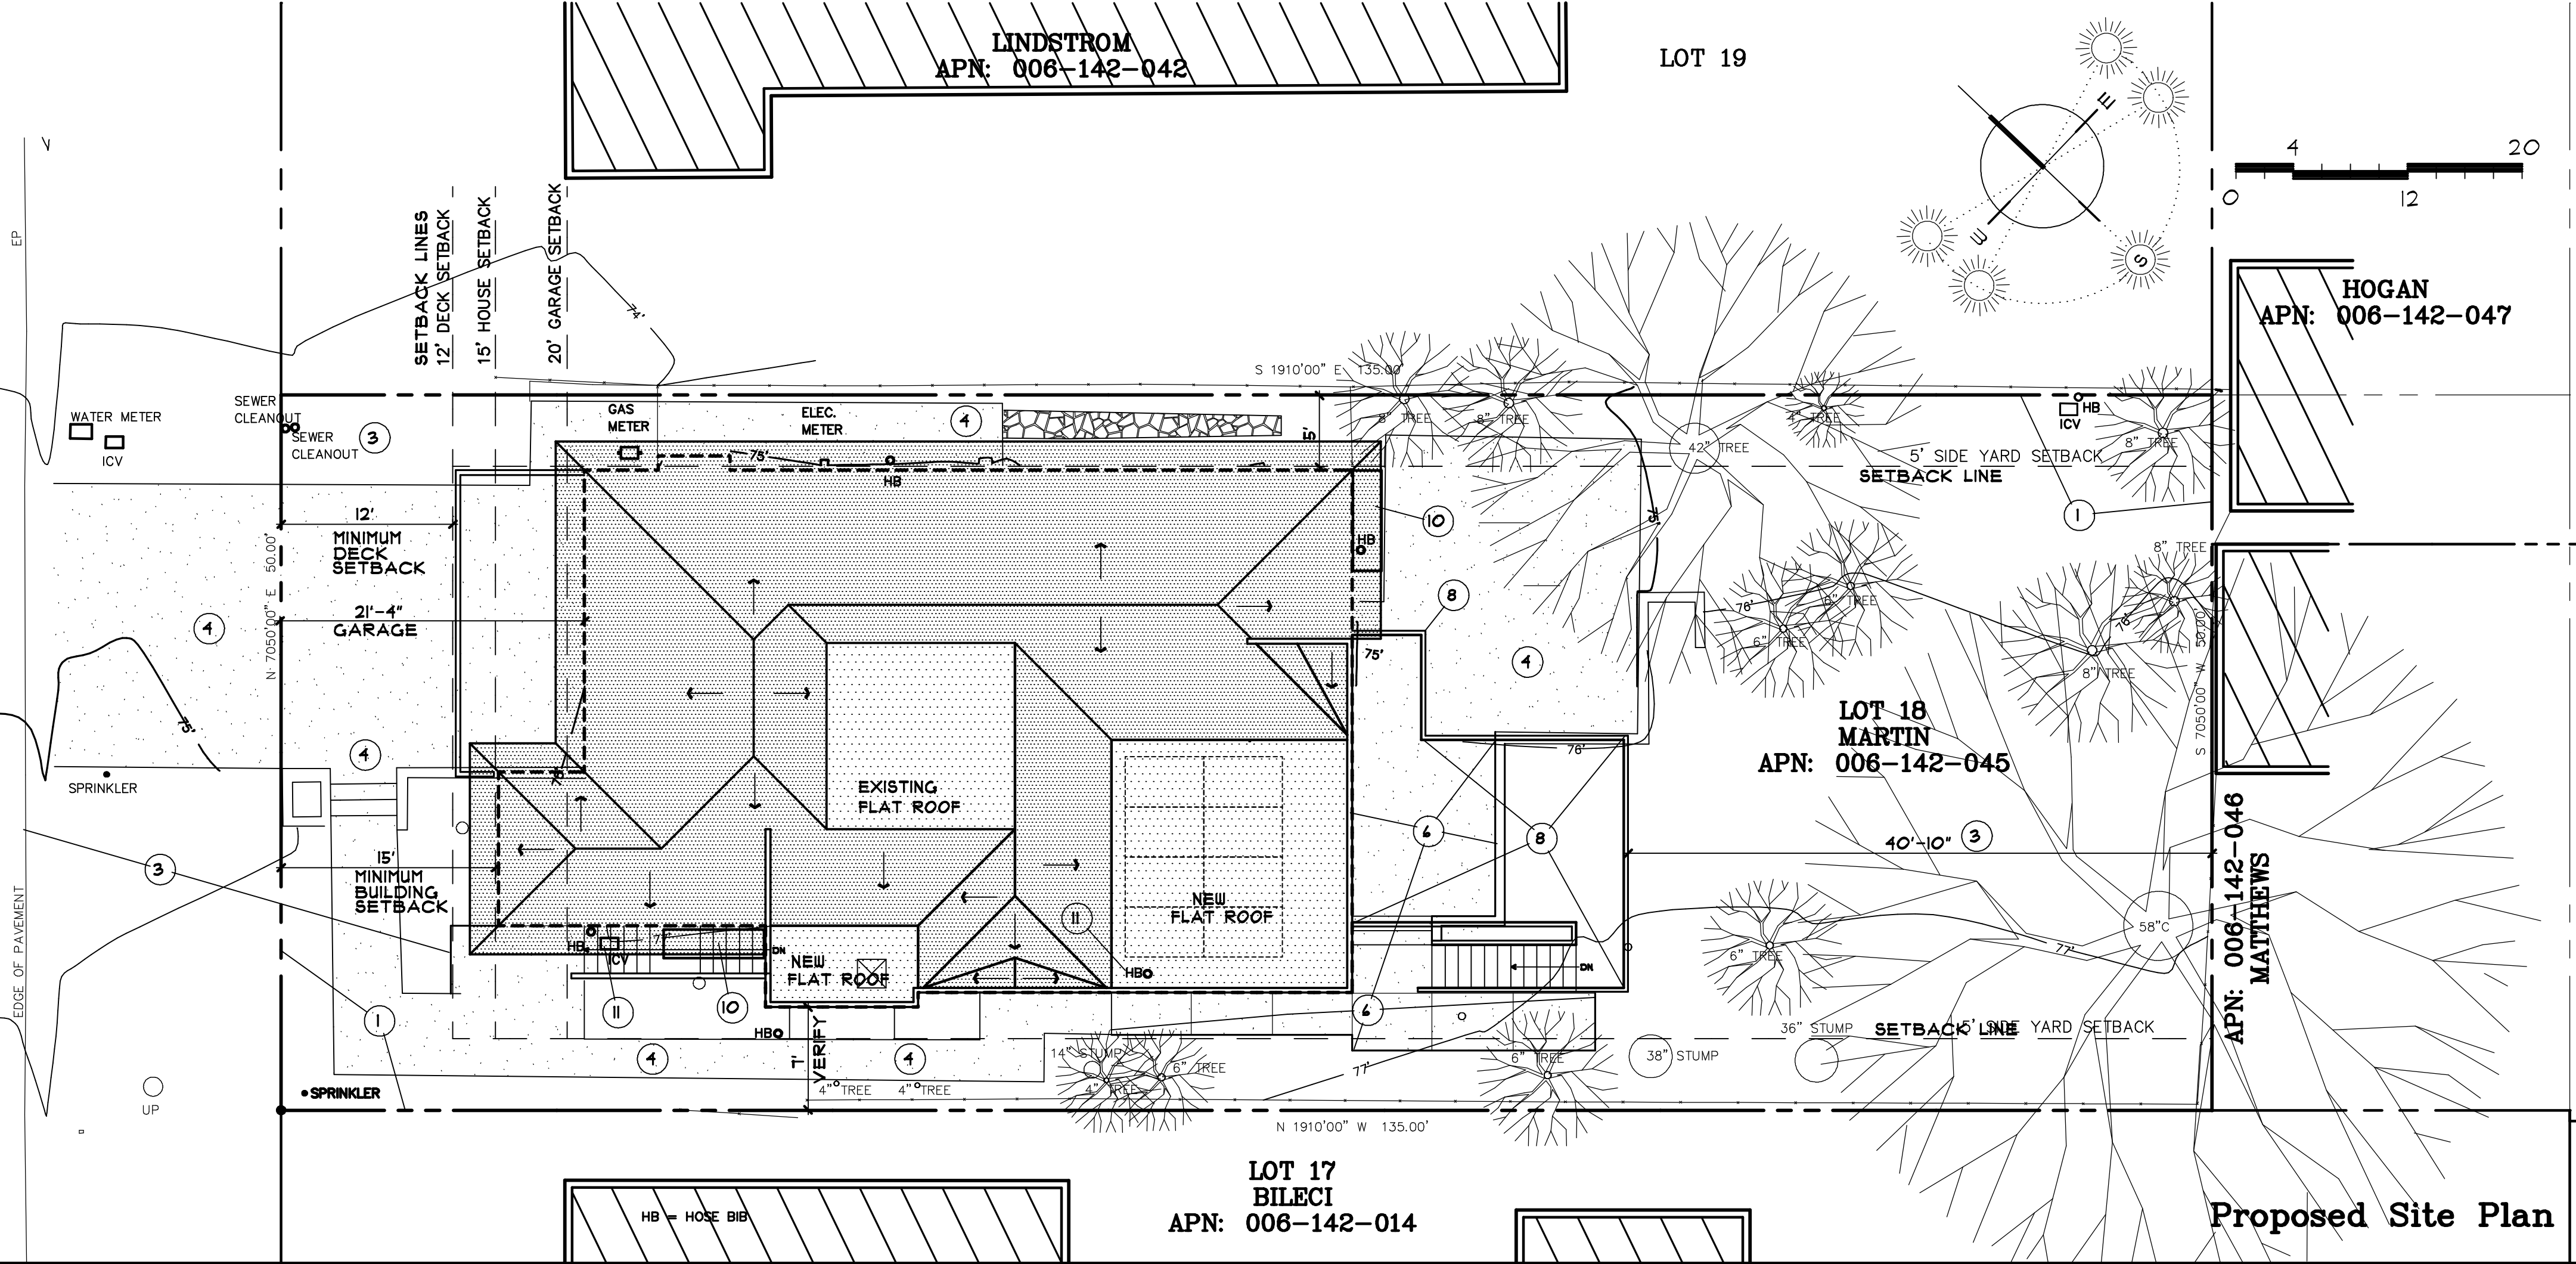 LINDSTROM
APN: 006-142-042
LOT 19
E
W
S
4
20
0
12
HOGAN
APN: 006-142-047
EP
SETBACK LINES
12' DECK SETBACK
15' HOUSE SETBACK
20' GARAGE SETBACK
74'
S 1910'00" E 135.00'
WATER METER
ICV
SEWER
CLEANOUT
SEWER
CLEANOUT
3
GAS
METER
ELEC.
METER
4
5'
8" TREE
8" TREE
42" TREE
4" TREE
HB
ICV
8" TREE
5' SIDE YARD SETBACK
SETBACK LINE
1
75'
HB
10
HB
75'
12'
MINIMUM
DECK
SETBACK
N 7050'00" E 50.00'
21'-4"
GARAGE
4
8
76'
6" TREE
6" TREE
8" TREE
76'
8" TREE
S 7050'00" W 50.00'
75'
4
75'
4
75'
76'
LOT 18
MARTIN
APN: 006-142-045
SPRINKLER
EXISTING
FLAT ROOF
6
8
40'-10"
3
3
15'
MINIMUM
BUILDING
SETBACK
EDGE OF PAVEMENT
NEW
FLAT ROOF
11
HB
HB
ICV
77'
DN
NEW
FLAT ROOF
DN
6" TREE
58"C
77'
APN: 006-142-046
MATTHEWS
11
10
6
1
HB
7'
VERIFY
4
4
14" STUMP
6" TREE
4" TREE
4" TREE
4" TREE
77'
6" TREE
38" STUMP
36" STUMP
SETBACK LINE
5' SIDE YARD SETBACK
SPRINKLER
UP
N 1910'00" W 135.00'
LOT 17
BILECI
APN: 006-142-014
HB = HOSE BIB
Proposed Site Plan